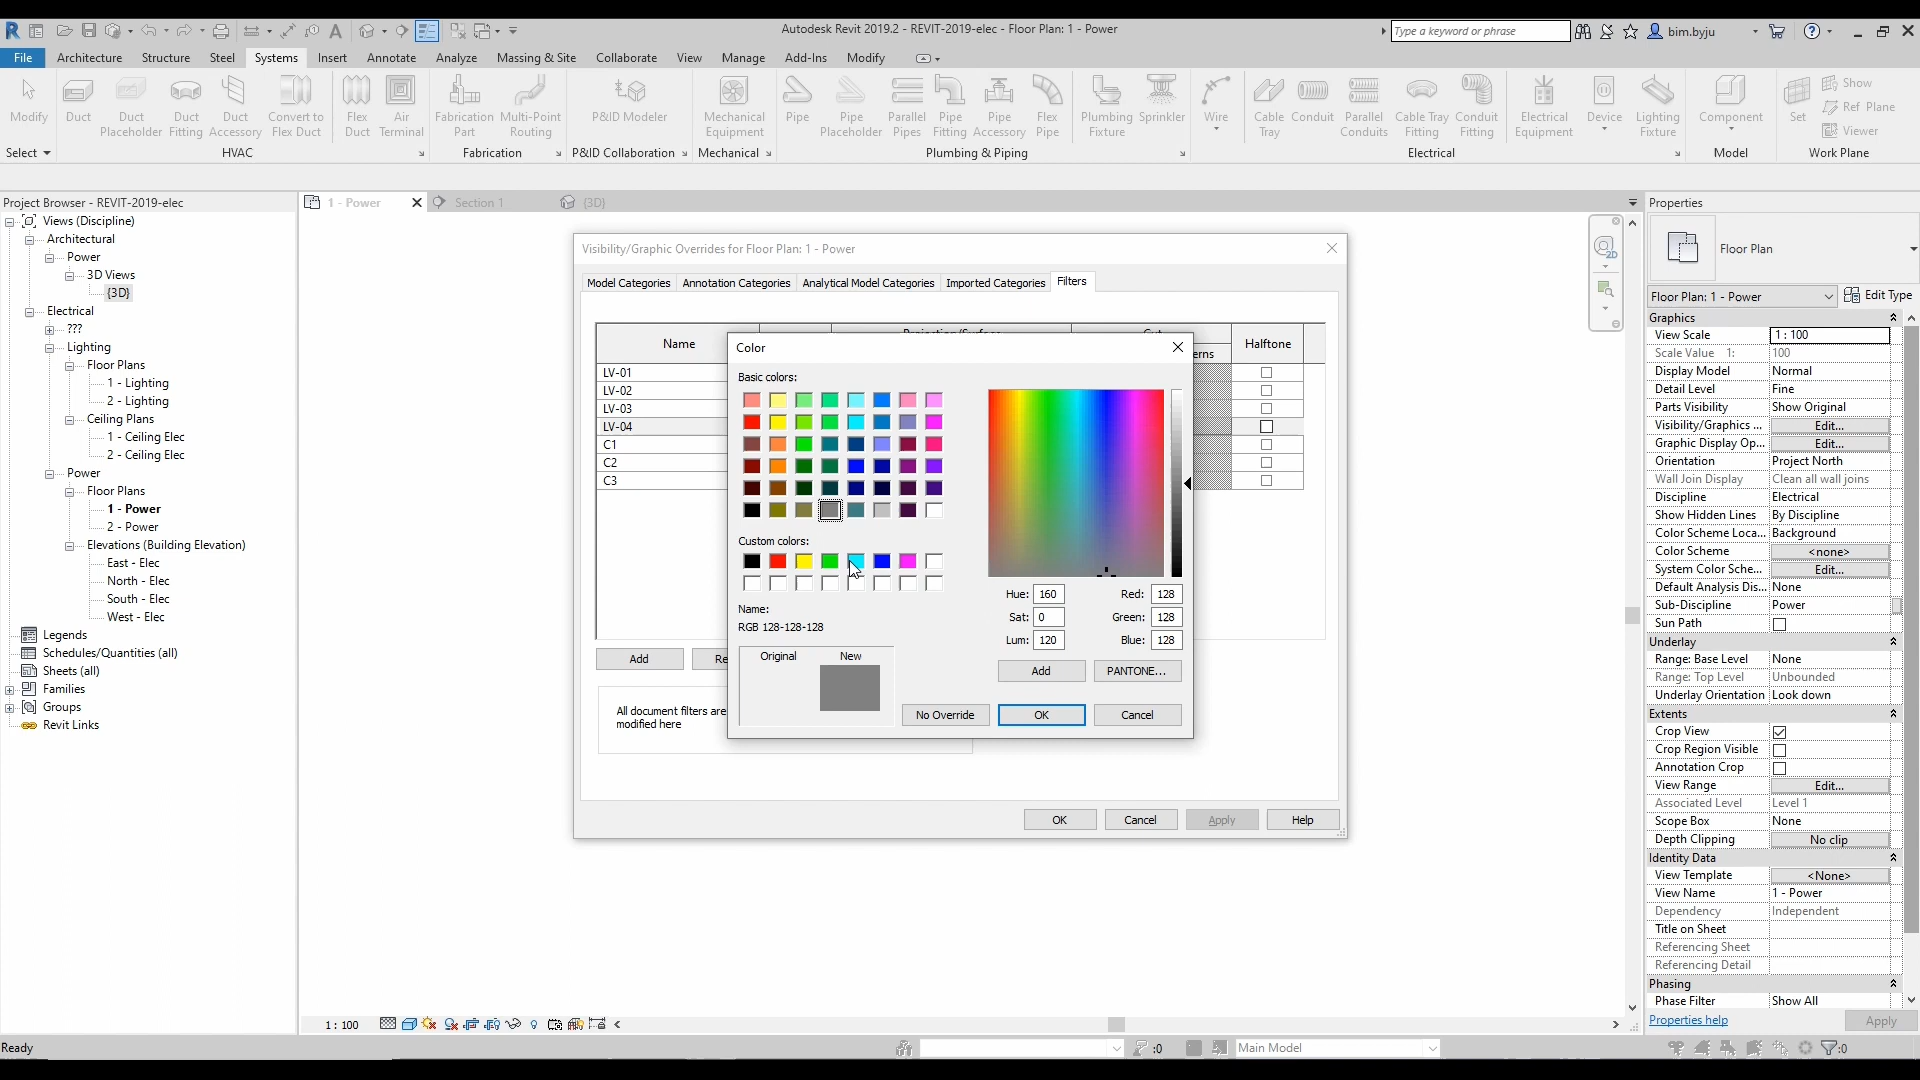 Autodesk Revit 2019.2 - REVIT-2019-elec - Floor Plan: 1 - Power
Type a keyword or phrase
bim.byju
File Architecture Structure Steel Systems Insert Annotate Analyze Massing & Site Collaborate View Manage Add-Ins Modify
Modify Duct Duct Placeholder Duct Fitting Duct Accessory Convert to Flex Duct Flex Duct Air Terminal Fabrication Part Multi-Point Routing P&ID Modeler Mechanical Equipment Pipe Pipe Placeholder Parallel Pipes Pipe Fitting Pipe Accessory Flex Pipe Plumbing Fixture Sprinkler Wire Cable Tray Conduit Parallel Conduits Cable Tray Fitting Conduit Fitting Electrical Equipment Device Lighting Fixture Component Set Show Ref Plane Viewer
Select HVAC Fabrication P&ID Collaboration Mechanical Plumbing & Piping Electrical Model Work Plane
Project Browser - REVIT-2019-elec
Views (Discipline)
Architectural
Power
3D Views
{3D}
Electrical
???
Lighting
Floor Plans
1 - Lighting
2 - Lighting
Ceiling Plans
1 - Ceiling Elec
2 - Ceiling Elec
Power
Floor Plans
1 - Power
2 - Power
Elevations (Building Elevation)
East - Elec
North - Elec
South - Elec
West - Elec
Legends
Schedules/Quantities (all)
Sheets (all)
Families
Groups
Revit Links
1 - Power Section 1 {3D}
Visibility/Graphic Overrides for Floor Plan: 1 - Power
Model Categories Annotation Categories Analytical Model Categories Imported Categories Filters
Name Halftone
LV-01
LV-02
LV-03
LV-04
C1
C2
C3
Add
All document filters are
modified here
OK Cancel Apply Help
Color
Basic colors:
Custom colors:
Name:
RGB 128-128-128
Original New
Hue: 160 Red: 128
Sat: 0 Green: 128
Lum: 120 Blue: 128
Add PANTONE...
No Override OK Cancel
Properties
Floor Plan
Floor Plan: 1 - Power Edit Type
Graphics
View Scale 1 : 100
Scale Value 1: 100
Display Model Normal
Detail Level Fine
Parts Visibility Show Original
Visibility/Graphics ... Edit...
Graphic Display Op... Edit...
Orientation Project North
Wall Join Display Clean all wall joins
Discipline Electrical
Show Hidden Lines By Discipline
Color Scheme Loca... Background
Color Scheme <none>
System Color Sche... Edit...
Default Analysis Dis... None
Sub-Discipline Power
Sun Path
Underlay
Range: Base Level None
Range: Top Level Unbounded
Underlay Orientation Look down
Extents
Crop View
Crop Region Visible
Annotation Crop
View Range Edit...
Associated Level Level 1
Scope Box None
Depth Clipping No clip
Identity Data
View Template <None>
View Name 1 - Power
Dependency Independent
Title on Sheet
Referencing Sheet
Referencing Detail
Phasing
Phase Filter Show All
Properties help Apply
1 : 100
Ready :0 Main Model :0